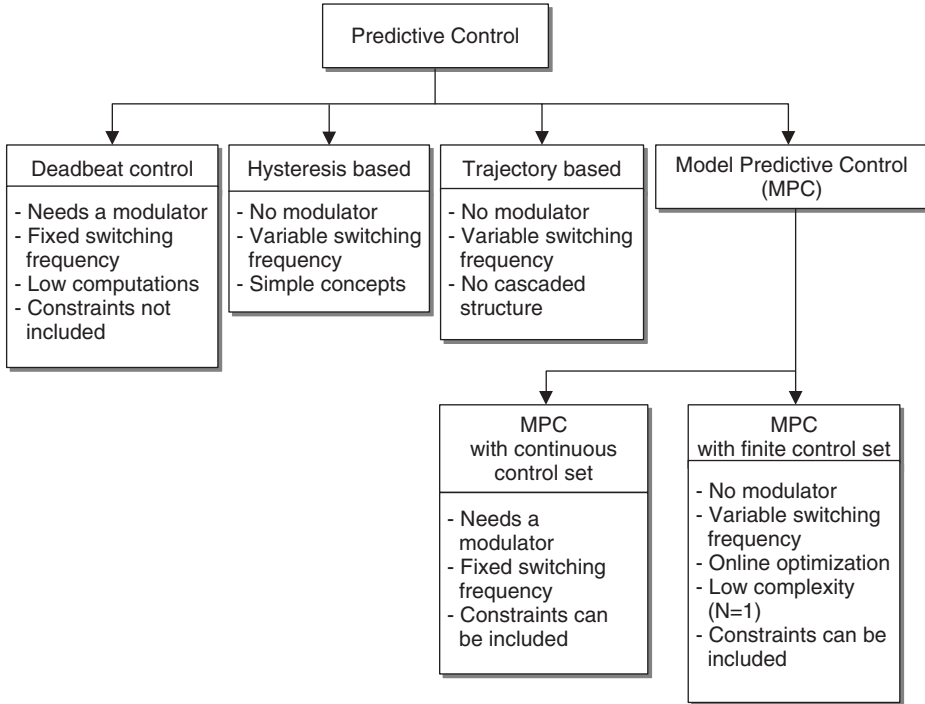 Predictive Control
Deadbeat control
- Needs a modulator
- Fixed switching
frequency
- Low computations
- Constraints not
included
Hysteresis based
- No modulator
- Variable switching
frequency
- Simple concepts
Trajectory based
- No modulator
- Variable switching
frequency
- No cascaded
structure
Model Predictive Control
(MPC)
MPC
with continuous
control set
- Needs a
modulator
- Fixed switching
frequency
- Constraints can
be included
MPC
with finite control set
- No modulator
- Variable switching
frequency
- Online optimization
- Low complexity
(N=1)
- Constraints can be
included